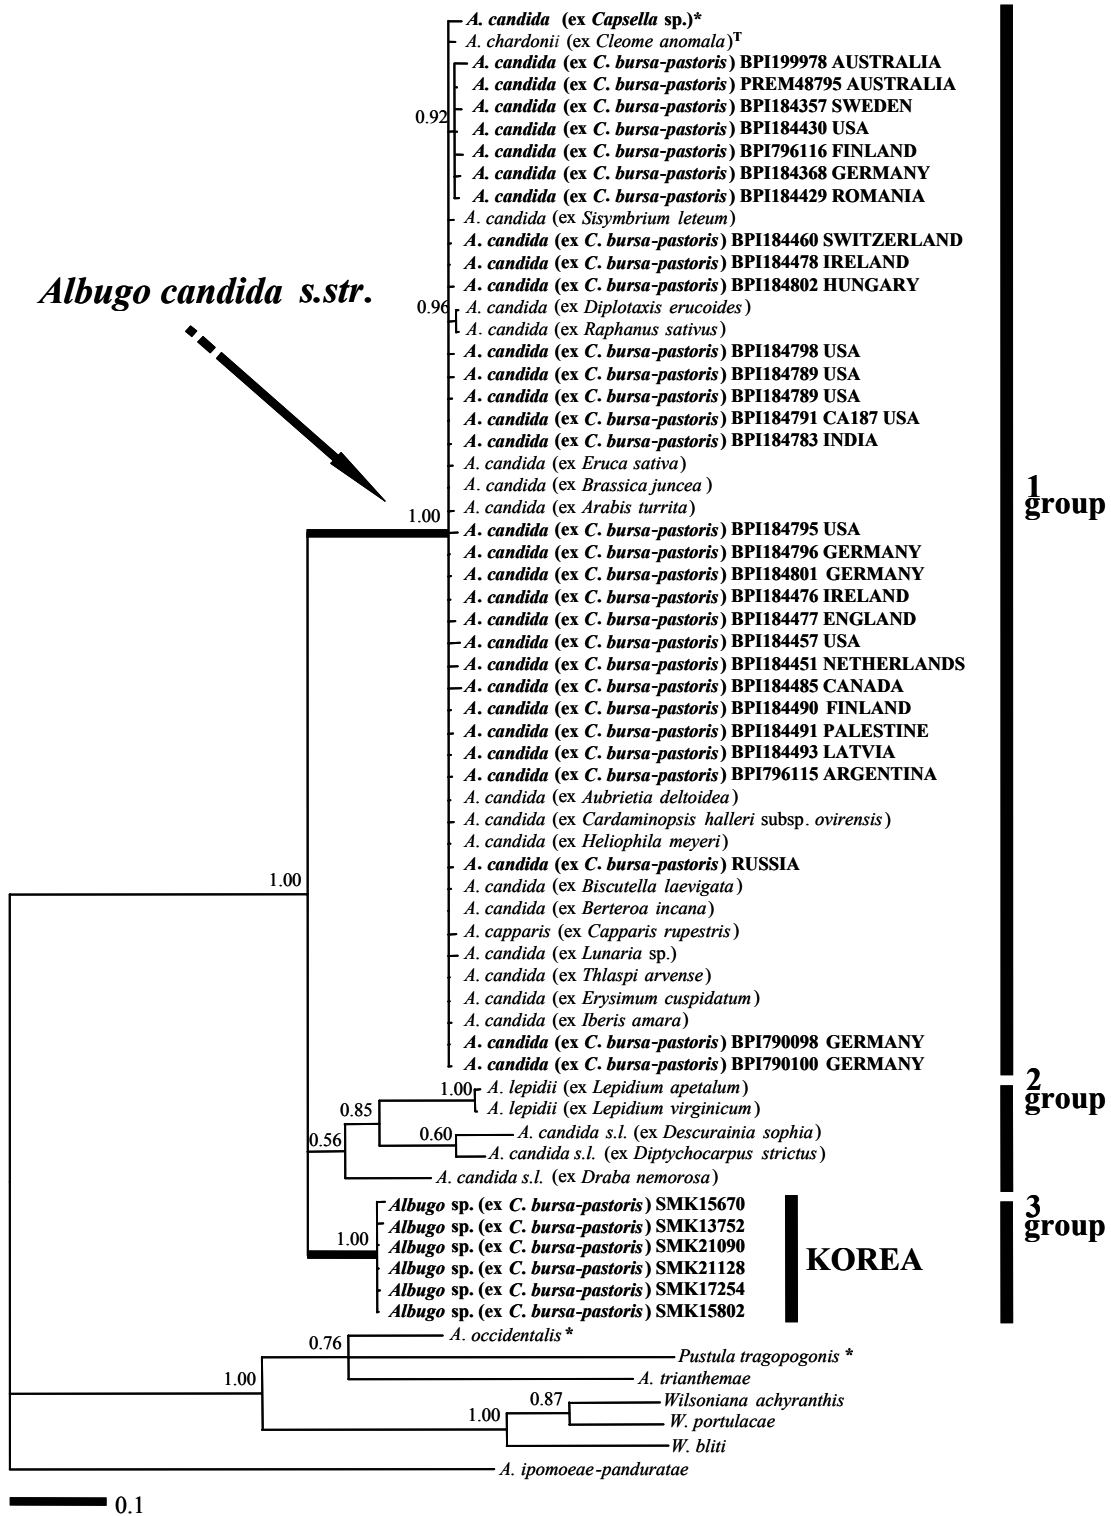 A. candida (ex Capsella sp.)*
A. chardonii (ex Cleome anomala)T
A. candida (ex C. bursa-pastoris) BPI199978 AUSTRALIA
A. candida (ex C. bursa-pastoris) PREM48795 AUSTRALIA
A. candida (ex C. bursa-pastoris) BPI184357 SWEDEN
0.92
A. candida (ex C. bursa-pastoris) BPI184430 USA
A. candida (ex C. bursa-pastoris) BPI796116 FINLAND
A. candida (ex C. bursa-pastoris) BPI184368 GERMANY
A. candida (ex C. bursa-pastoris) BPI184429 ROMANIA
A. candida (ex Sisymbrium leteum)
A. candida (ex C. bursa-pastoris) BPI184460 SWITZERLAND
A. candida (ex C. bursa-pastoris) BPI184478 IRELAND
A. candida (ex C. bursa-pastoris) BPI184802 HUNGARY
Albugo candida s.str.
0.96
A. candida (ex Diplotaxis erucoides)
A. candida (ex Raphanus sativus)
A. candida (ex C. bursa-pastoris) BPI184798 USA
A. candida (ex C. bursa-pastoris) BPI184789 USA
A. candida (ex C. bursa-pastoris) BPI184789 USA
A. candida (ex C. bursa-pastoris) BPI184791 CA187 USA
A. candida (ex C. bursa-pastoris) BPI184783 INDIA
A. candida (ex Eruca sativa)
A. candida (ex Brassica juncea)
1
group
A. candida (ex Arabis turrita)
1.00
A. candida (ex C. bursa-pastoris) BPI184795 USA
A. candida (ex C. bursa-pastoris) BPI184796 GERMANY
A. candida (ex C. bursa-pastoris) BPI184801 GERMANY
A. candida (ex C. bursa-pastoris) BPI184476 IRELAND
A. candida (ex C. bursa-pastoris) BPI184477 ENGLAND
A. candida (ex C. bursa-pastoris) BPI184457 USA
A. candida (ex C. bursa-pastoris) BPI184451 NETHERLANDS
A. candida (ex C. bursa-pastoris) BPI184485 CANADA
A. candida (ex C. bursa-pastoris) BPI184490 FINLAND
A. candida (ex C. bursa-pastoris) BPI184491 PALESTINE
A. candida (ex C. bursa-pastoris) BPI184493 LATVIA
A. candida (ex C. bursa-pastoris) BPI796115 ARGENTINA
A. candida (ex Aubrietia deltoidea)
A. candida (ex Cardaminopsis halleri subsp. ovirensis)
A. candida (ex Heliophila meyeri)
A. candida (ex C. bursa-pastoris) RUSSIA
1.00
A. candida (ex Biscutella laevigata)
A. candida (ex Berteroa incana)
A. capparis (ex Capparis rupestris)
A. candida (ex Lunaria sp.)
A. candida (ex Thlaspi arvense)
A. candida (ex Erysimum cuspidatum)
A. candida (ex Iberis amara)
A. candida (ex C. bursa-pastoris) BPI790098 GERMANY
A. candida (ex C. bursa-pastoris) BPI790100 GERMANY
2
group
1.00
A. lepidii (ex Lepidium apetalum)
A. lepidii (ex Lepidium virginicum)
0.85
0.60
A. candida s.l. (ex Descurainia sophia)
0.56
A. candida s.l. (ex Diptychocarpus strictus)
A. candida s.l. (ex Draba nemorosa)
3
group
Albugo sp. (ex C. bursa-pastoris) SMK15670
Albugo sp. (ex C. bursa-pastoris) SMK13752
1.00
Albugo sp. (ex C. bursa-pastoris) SMK21090
KOREA
Albugo sp. (ex C. bursa-pastoris) SMK21128
Albugo sp. (ex C. bursa-pastoris) SMK17254
Albugo sp. (ex C. bursa-pastoris) SMK15802
A. occidentalis *
0.76
Pustula tragopogonis *
1.00
A. trianthemae
0.87
Wilsoniana achyranthis
1.00
W. portulacae
W. bliti
A. ipomoeae-panduratae
0.1